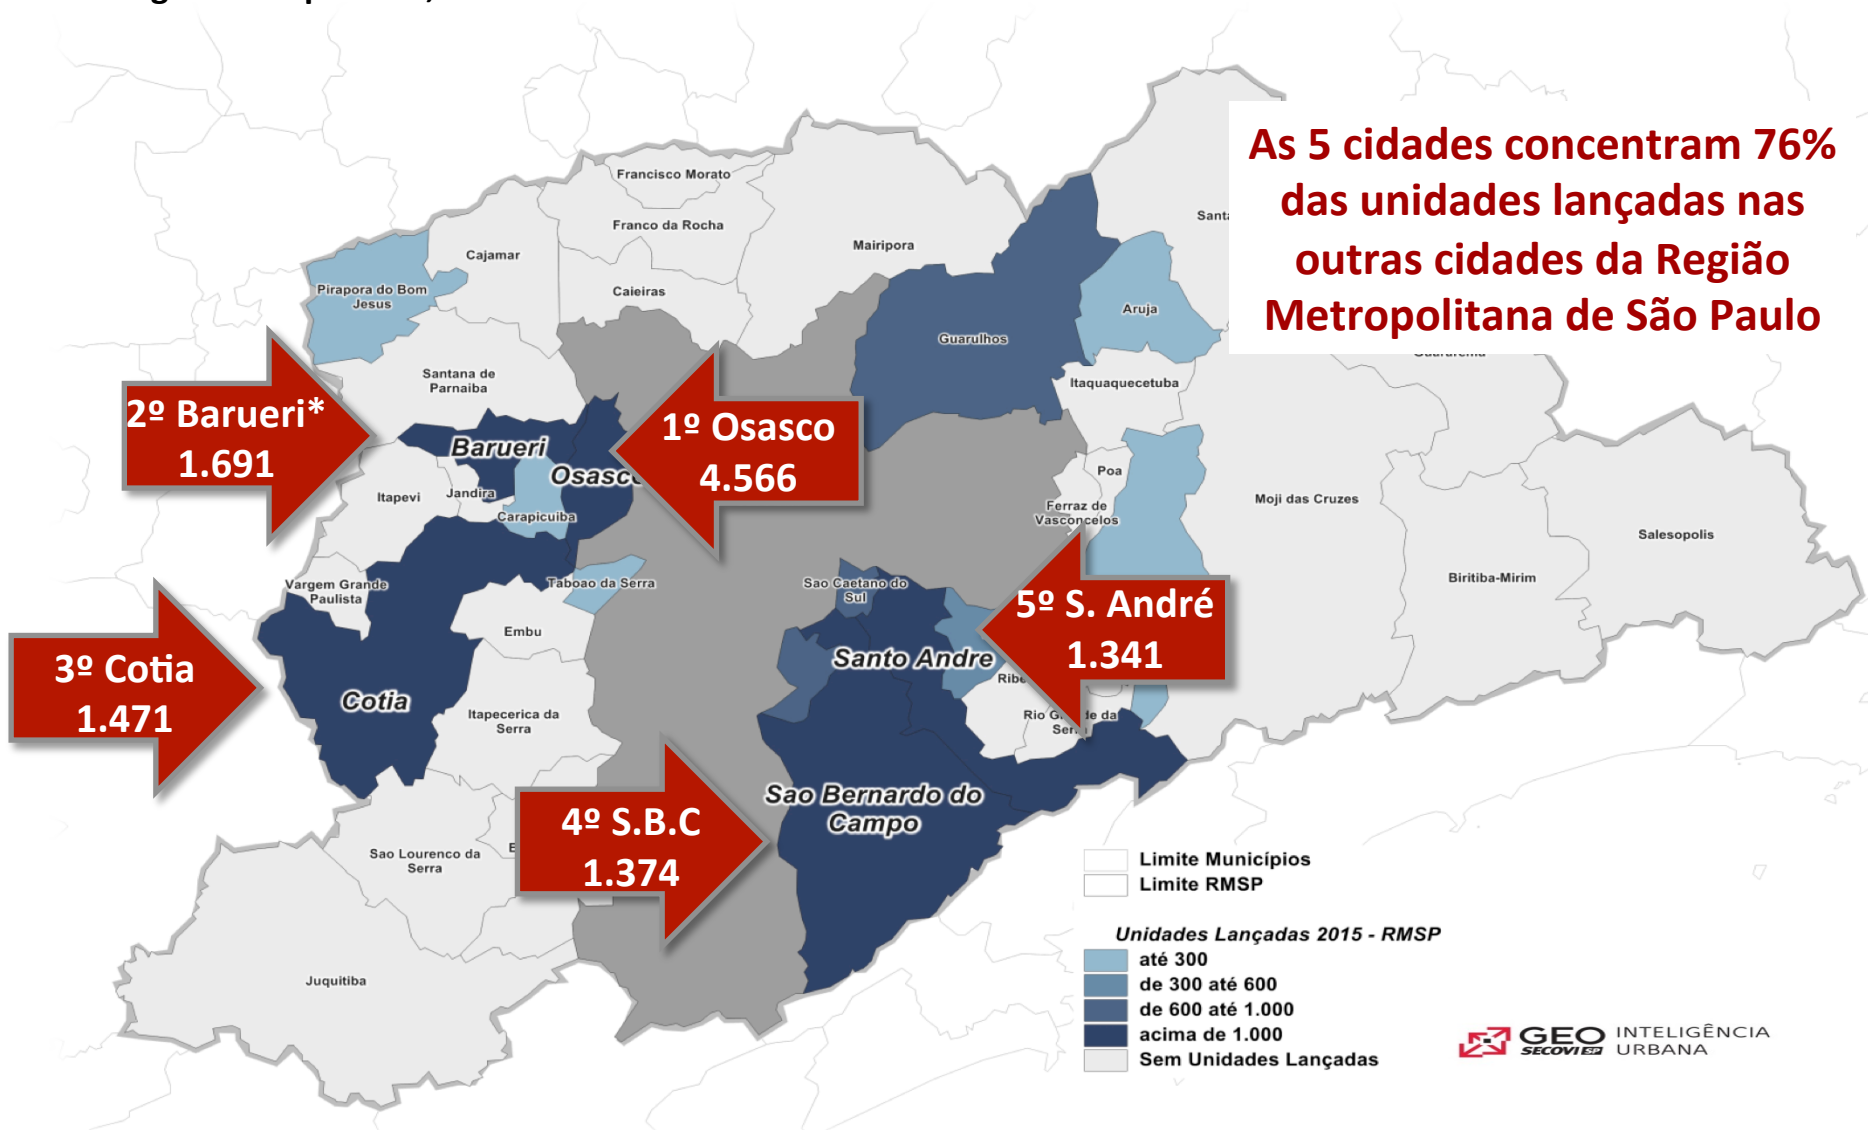 As 5 cidades concentram 76%
das unidades lançadas nas
outras cidades da Região
Metropolitana de São Paulo
Francisco Morato
Franco da Rocha
Mairipora
Cajamar
Caieiras
Pirapora do Bom
Jesus
Aruja
Guarulhos
Santana de
Parnaiba
Itaquaquecetuba
2º Barueri*
1.691
1º Osasco
4.566
Barueri
Itapevi
Jandira
Carapicuiba
Poa
Ferraz de
Vasconcelos
Moji das Cruzes
Salesopolis
Biritiba-Mirim
Vargem Grande
Paulista
Taboao da Serra
Sao Caetano do
Sul
5º S. André
1.341
Embu
Santo Andre
3º Cotia
1.471
Cotia
Itapecerica da
Serra
Sao Bernardo do
Campo
4º S.B.C
1.374
Sao Lourenco da
Serra
Juquitiba
Limite Municípios
Limite RMSP
Unidades Lançadas 2015 - RMSP
até 300
de 300 até 600
de 600 até 1.000
acima de 1.000
Sem Unidades Lançadas
GEO
SECOVI SP
INTELIGÊNCIA
URBANA